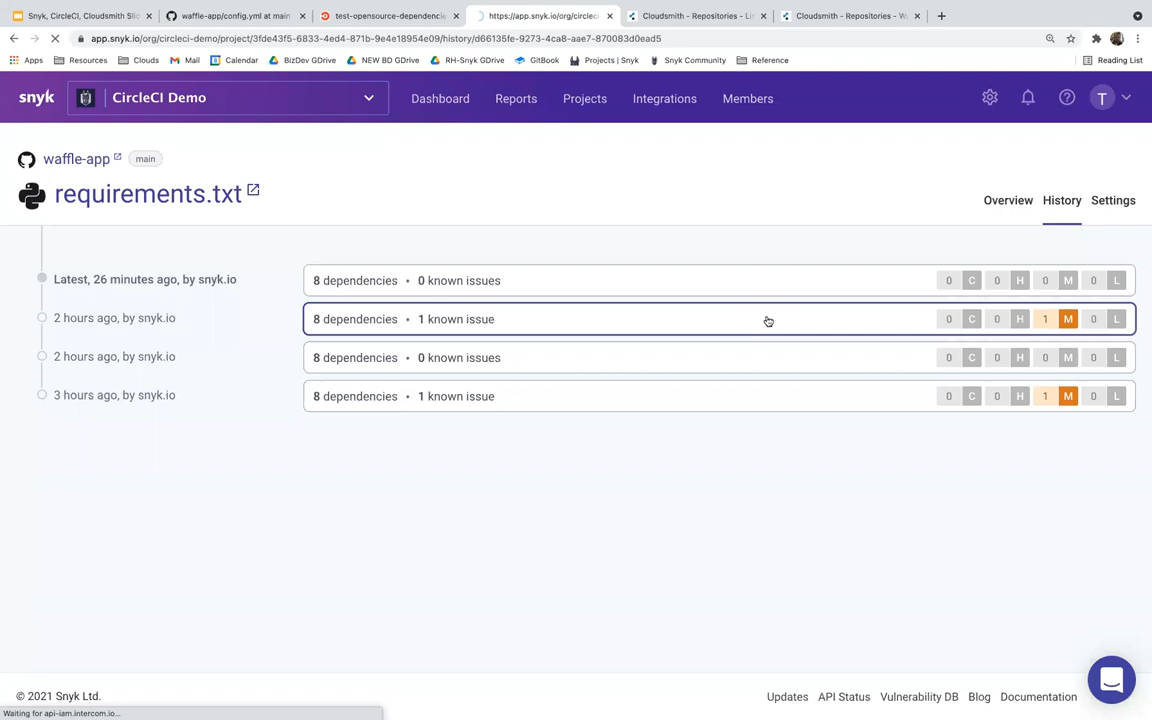 Snyk, CircleCI, Cloudsmith Slid
waffle-app/config.yml at main
test-opensource-dependencie
https://app.snyk.io/org/circleci
Cloudsmith - Repositories - Li
Cloudsmith - Repositories - W
app.snyk.io/org/circleci-demo/project/3fde43f5-6833-4ed4-871b-9e4e18954e09/history/d66135fe-9273-4ca8-aae7-870083d0ead5
Apps Resources Clouds Mail Calendar BizDev GDrive NEW BD GDrive RH-Snyk GDrive GitBook Projects | Snyk Snyk Community Reference Reading List
snyk CircleCI Demo Dashboard Reports Projects Integrations Members T
waffle-app main
requirements.txt
Overview History Settings
Latest, 26 minutes ago, by snyk.io 8 dependencies • 0 known issues 0 C 0 H 0 M 0 L
2 hours ago, by snyk.io 8 dependencies • 1 known issue 0 C 0 H 1 M 0 L
2 hours ago, by snyk.io 8 dependencies • 0 known issues 0 C 0 H 0 M 0 L
3 hours ago, by snyk.io 8 dependencies • 1 known issue 0 C 0 H 1 M 0 L
© 2021 Snyk Ltd. Updates API Status Vulnerability DB Blog Documentation
Waiting for api-iam.intercom.io...